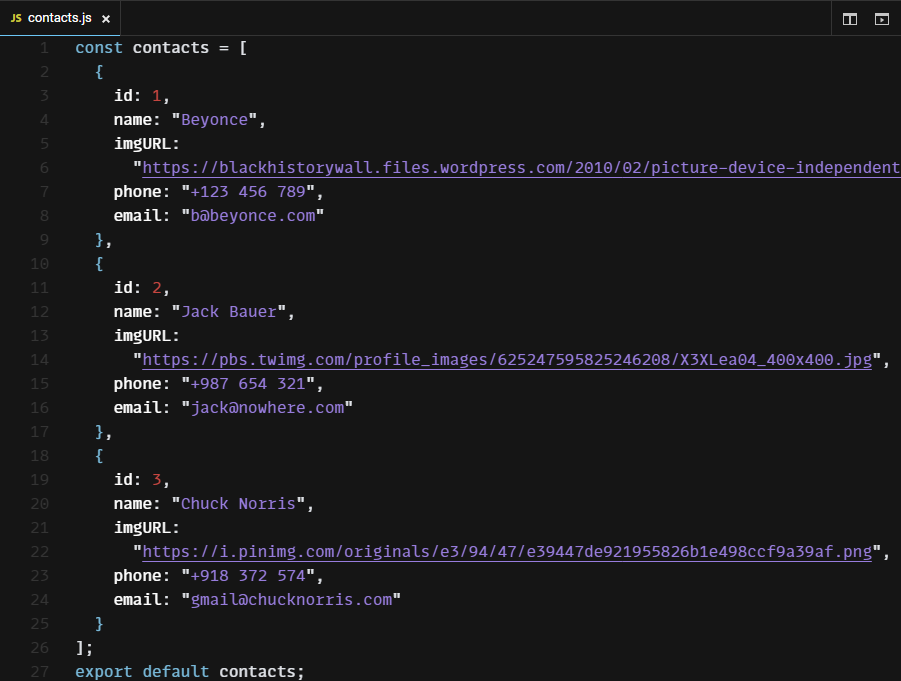 JS contacts.js ×
1 const contacts = [
2 {
3 id: 1,
4 name: "Beyonce",
5 imgURL:
6 "https://blackhistorywall.files.wordpress.com/2010/02/picture-device-independent
7 phone: "+123 456 789",
8 email: "b@beyonce.com"
9 },
10 {
11 id: 2,
12 name: "Jack Bauer",
13 imgURL:
14 "https://pbs.twimg.com/profile_images/625247595825246208/X3XLea04_400x400.jpg",
15 phone: "+987 654 321",
16 email: "jack@nowhere.com"
17 },
18 {
19 id: 3,
20 name: "Chuck Norris",
21 imgURL:
22 "https://i.pinimg.com/originals/e3/94/47/e39447de921955826b1e498ccf9a39af.png",
23 phone: "+918 372 574",
24 email: "gmail@chucknorris.com"
25 }
26 ];
27 export default contacts;